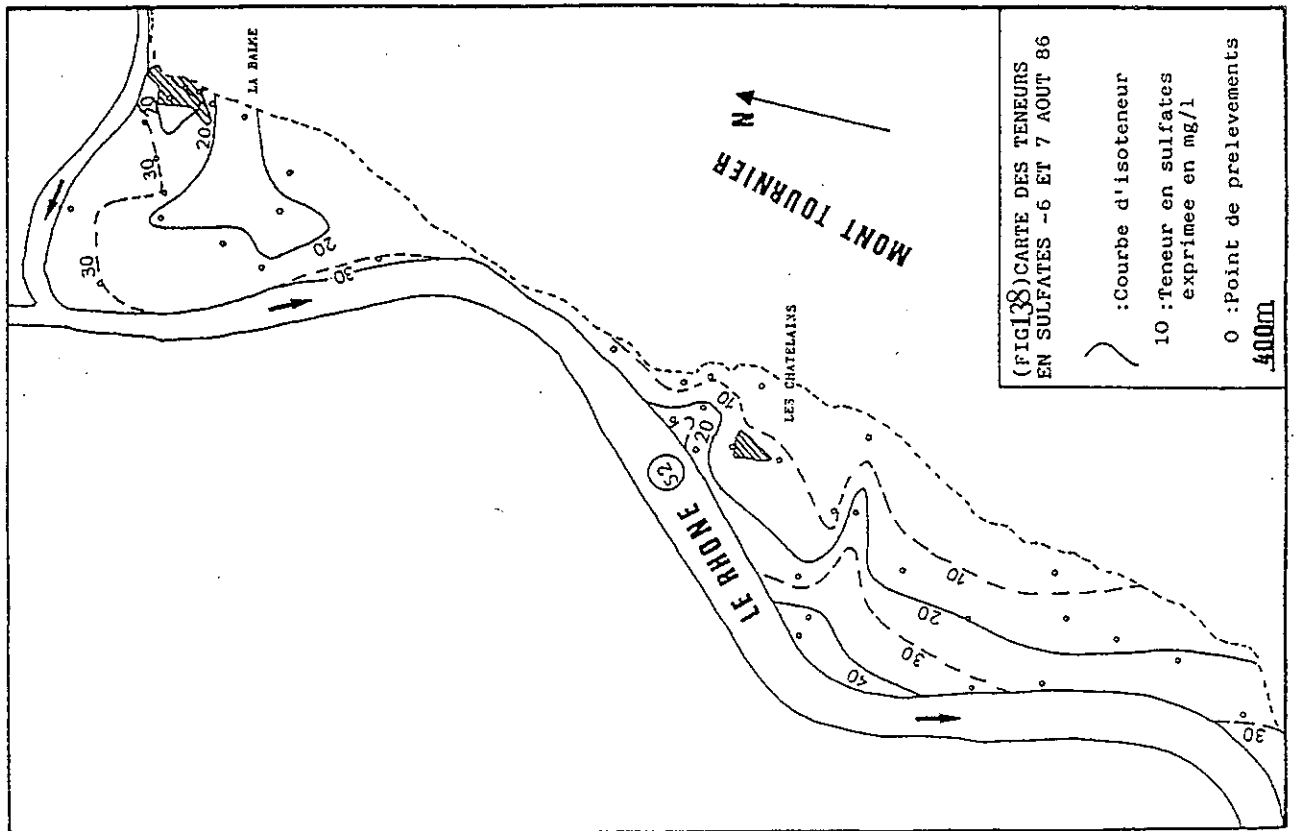 (FIG138)CARTE DES TENEURS
EN SULFATES -6 ET 7 AOUT 86
:Courbe d'isoteneur
10 :Teneur en sulfates
exprimee en mg/l
O :Point de prelevements
400m
N
MONT TOURNIER
LA BALME
LES CHATELAINS
LE RHONE
52
20
30
20
30
20
30
10
20
10
20
30
40
30